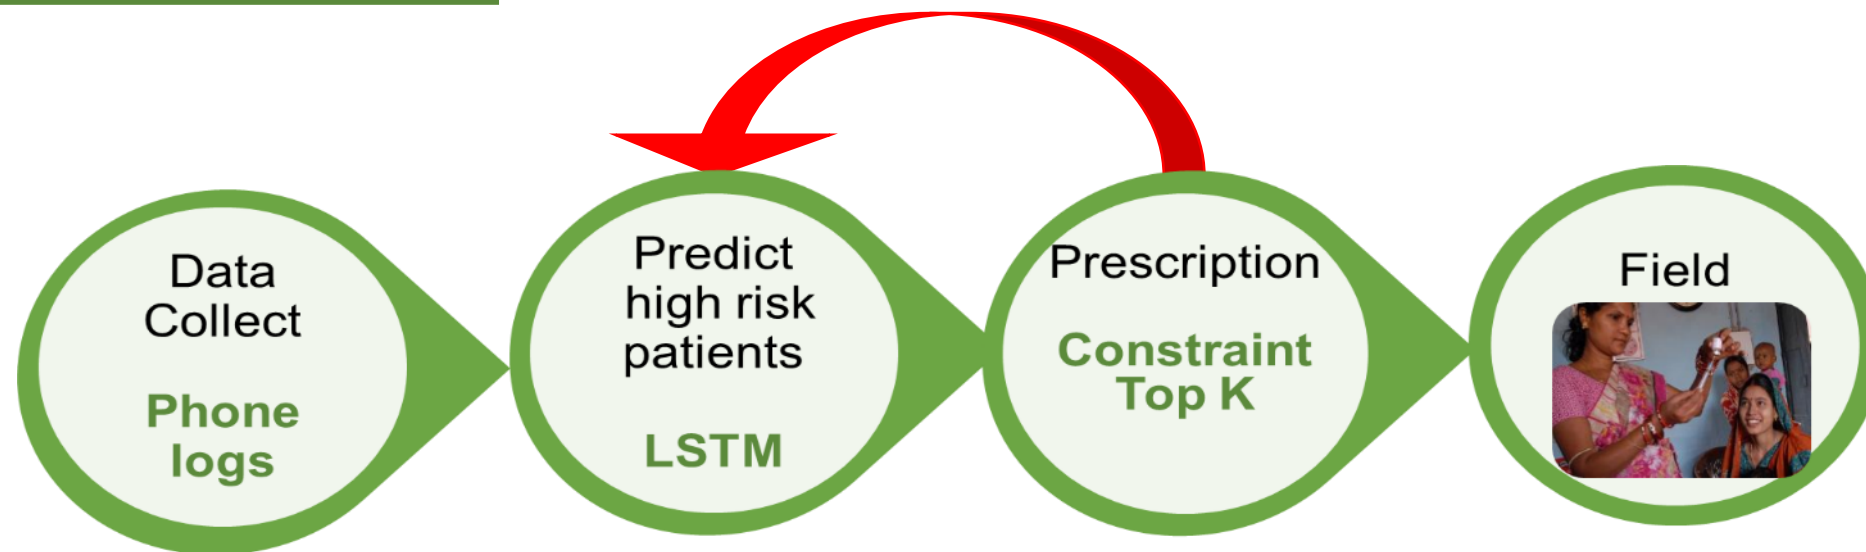 Data
Collect
Phone
logs
Predict
high risk
patients
LSTM
Prescription
Constraint
Top K
Field